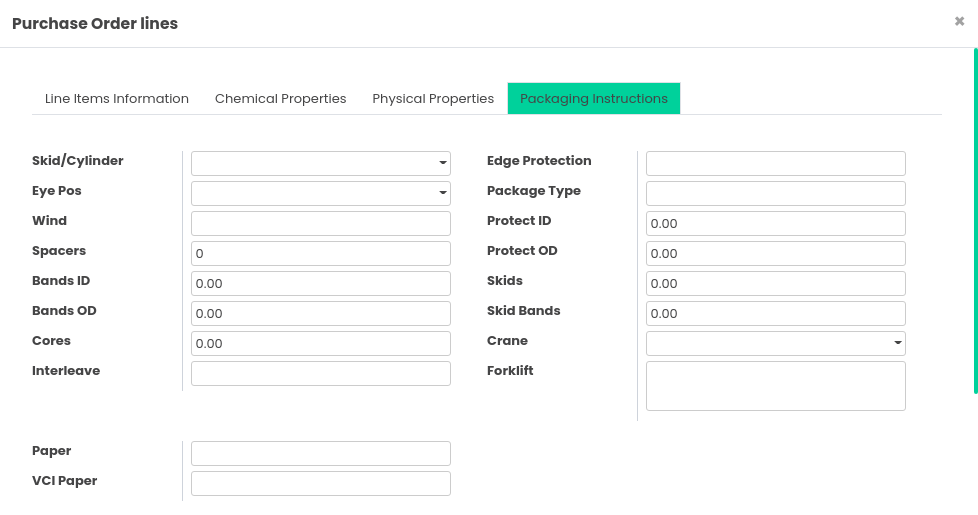 Purchase Order lines ×
Line Items Information Chemical Properties Physical Properties Packaging Instructions
Skid/Cylinder
Eye Pos
Wind
Spacers 0
Bands ID 0.00
Bands OD 0.00
Cores 0.00
Interleave
Edge Protection
Package Type
Protect ID 0.00
Protect OD 0.00
Skids 0.00
Skid Bands 0.00
Crane
Forklift
Paper
VCI Paper